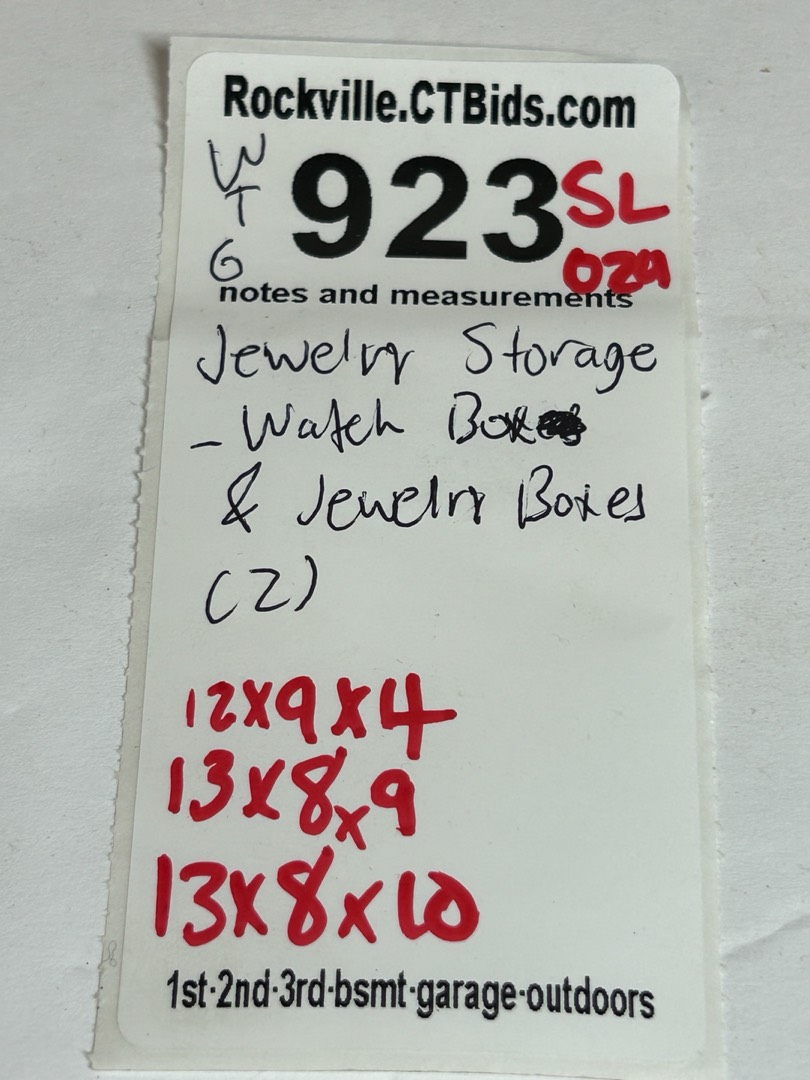 Rockville.CTBids.com
W
T
G
923
SL
029
notes and measurements
Jewelry Storage
- Watch Box
& Jewelry Boxes
(2)
12x9x4
13x8x9
13x8x10
1st·2nd·3rd·bsmt·garage·outdoors